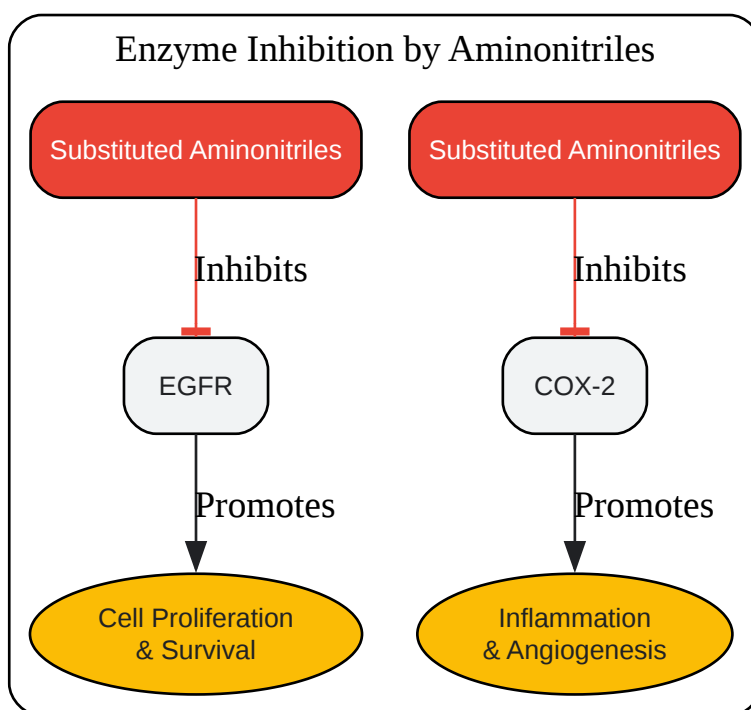 Enzyme Inhibition by Aminonitriles
Substituted Aminonitriles
Substituted Aminonitriles
Inhibits
Inhibits
EGFR
COX-2
Promotes
Promotes
Cell Proliferation
& Survival
Inflammation
& Angiogenesis